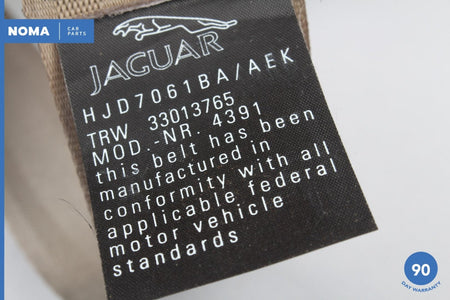 NOMA CAR PARTS
JAGUAR
HJD7061BA/AEK
TRW 33013765
MOD.-NR. 4391
this belt has been
manufactured in
conformity with all
applicable federal
motor vehicle
standards
90
DAY WARRANTY